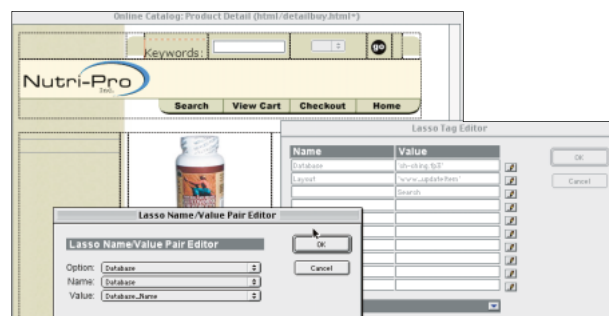 Online Catalog: Product Detail (html/detailbuy.html*)
Keywords:
go
Nutri-Pro
Inc.
Search View Cart Checkout Home
Lasso Tag Editor
Name Value
Database
Layout
Search
OK
Cancel
Lasso Name/Value Pair Editor
Lasso Name/Value Pair Editor
OK
Cancel
Option: Database
Name: Database
Value: Database_Name